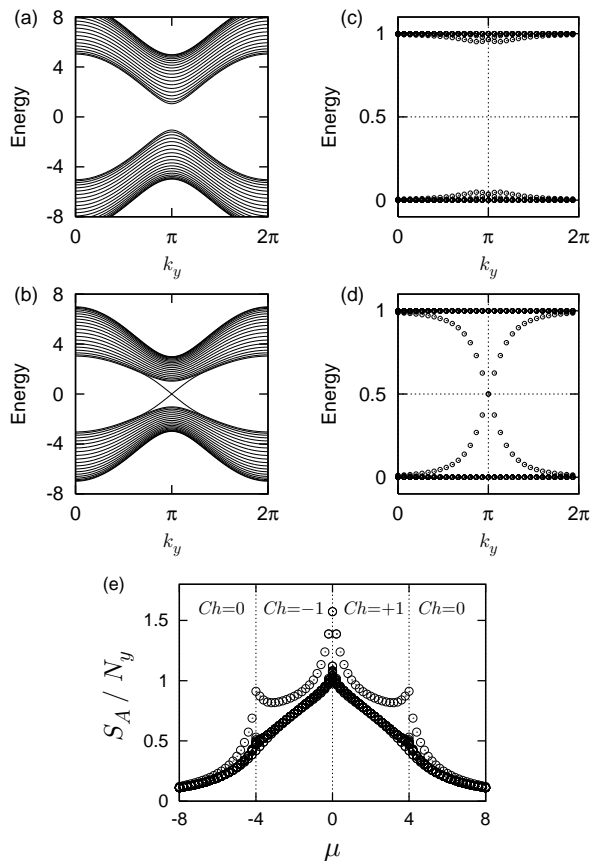 (a)
8
4
0
-4
-8
Energy
0
π
2π
k_y
(c)
1
0.5
0
Energy
0
π
2π
k_y
(b)
8
4
0
-4
-8
Energy
0
π
2π
k_y
(d)
1
0.5
0
Energy
0
π
2π
k_y
(e)
Ch=0 Ch=−1 Ch=+1 Ch=0
1.5
1
0.5
0
S_A / N_y
-8 -4 0 4 8
μ